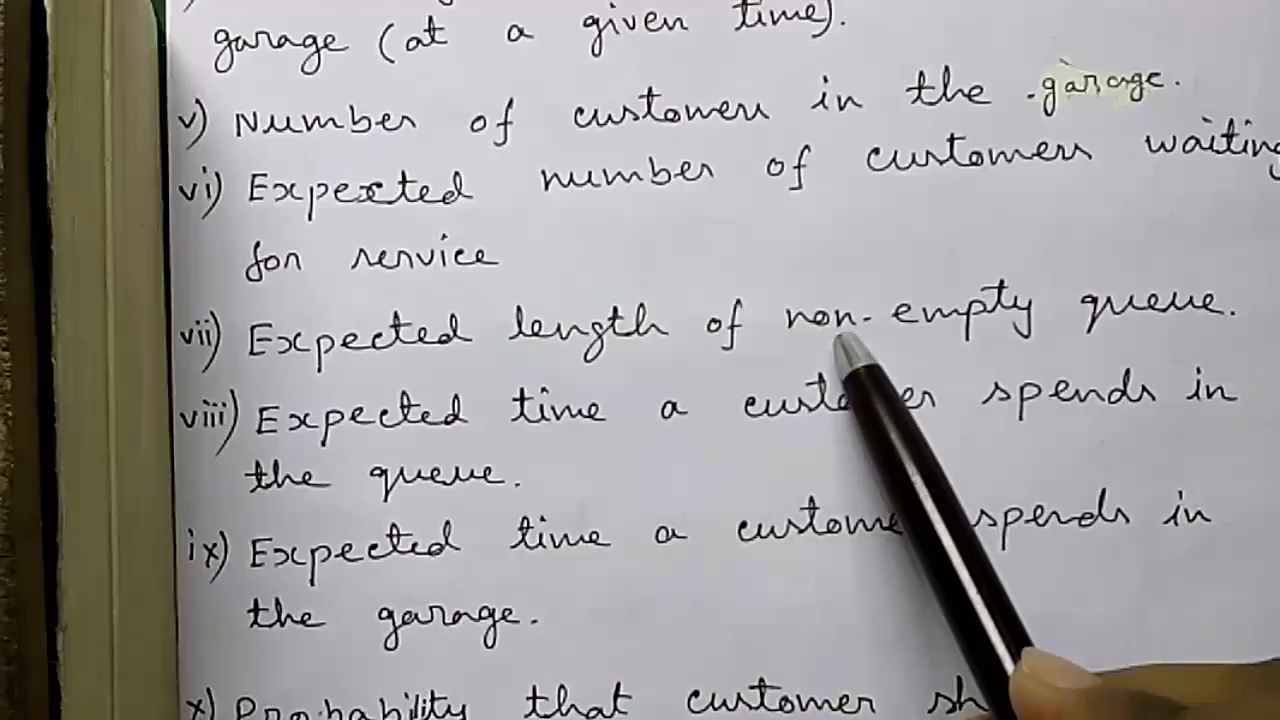 garage (at a given time).
v) Number of customers in the garage.
vi) Expected number of customers waiting
for service
vii) Expected length of non-empty queue.
viii) Expected time a customer spends in
the queue.
ix) Expected time a customer spends in
the garage.
x) Probability that customer